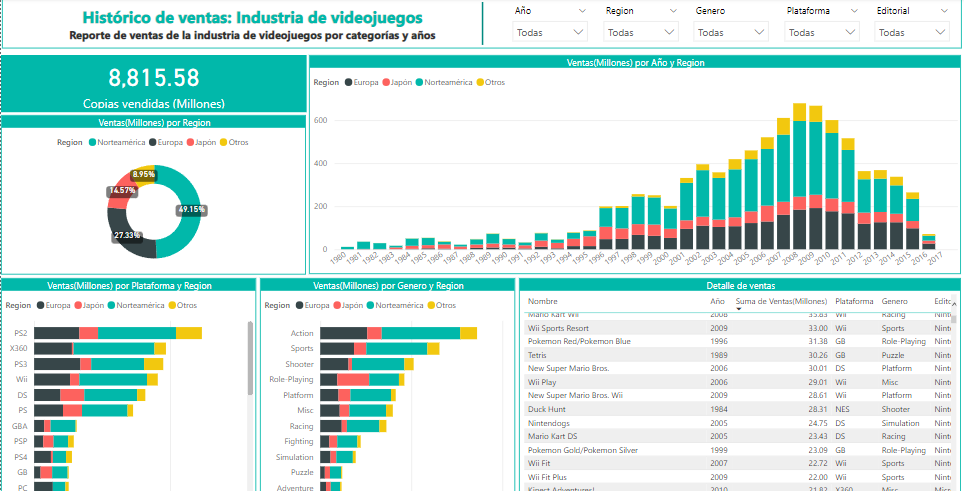 Histórico de ventas: Industria de videojuegos
Reporte de ventas de la industria de videojuegos por categorías y años
Año Region Genero Plataforma Editorial
Todas Todas Todas Todas Todas
8,815.58
Copias vendidas (Millones)
Ventas(Millones) por Region
Region Norteamérica Europa Japón Otros
8.95%
14.57%
49.15%
27.33%
Ventas(Millones) por Año y Region
Region Europa Japón Norteamérica Otros
600
400
200
0
1980 1981 1982 1983 1984 1985 1986 1987 1988 1989 1990 1991 1992 1993 1994 1995 1996 1997 1998 1999 2000 2001 2002 2003 2004 2005 2006 2007 2008 2009 2010 2011 2012 2013 2014 2015 2016 2017
Ventas(Millones) por Plataforma y Region
Region Europa Japón Norteamérica Otros
PS2
X360
PS3
Wii
DS
PS
GBA
PSP
PS4
GB
PC
Ventas(Millones) por Genero y Region
Region Europa Japón Norteamérica Otros
Action
Sports
Shooter
Role-Playing
Platform
Misc
Racing
Fighting
Simulation
Puzzle
Adventure
Detalle de ventas
Nombre Año Suma de Ventas(Millones) Plataforma Genero Editc
Mario Kart Wii 2008 35.83 Wii Racing Ninte
Wii Sports Resort 2009 33.00 Wii Sports Ninte
Pokemon Red/Pokemon Blue 1996 31.38 GB Role-Playing Ninte
Tetris 1989 30.26 GB Puzzle Ninte
New Super Mario Bros. 2006 30.01 DS Platform Ninte
Wii Play 2006 29.01 Wii Misc Ninte
New Super Mario Bros. Wii 2009 28.61 Wii Platform Ninte
Duck Hunt 1984 28.31 NES Shooter Ninte
Nintendogs 2005 24.75 DS Simulation Ninte
Mario Kart DS 2005 23.43 DS Racing Ninte
Pokemon Gold/Pokemon Silver 1999 23.09 GB Role-Playing Ninte
Wii Fit 2007 22.72 Wii Sports Ninte
Wii Fit Plus 2009 22.00 Wii Sports Ninte
Kinect Adventures! 2010 21.82 X360 Misc Micr